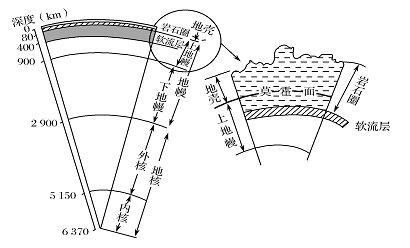 深度(km)
0
80
400
900
2 900
5 150
6 370
岩石圈
软流层
地壳
上地幔
下地幔
地幔
外核
地核
内核
地壳
莫霍面
岩石圈
上地幔
软流层